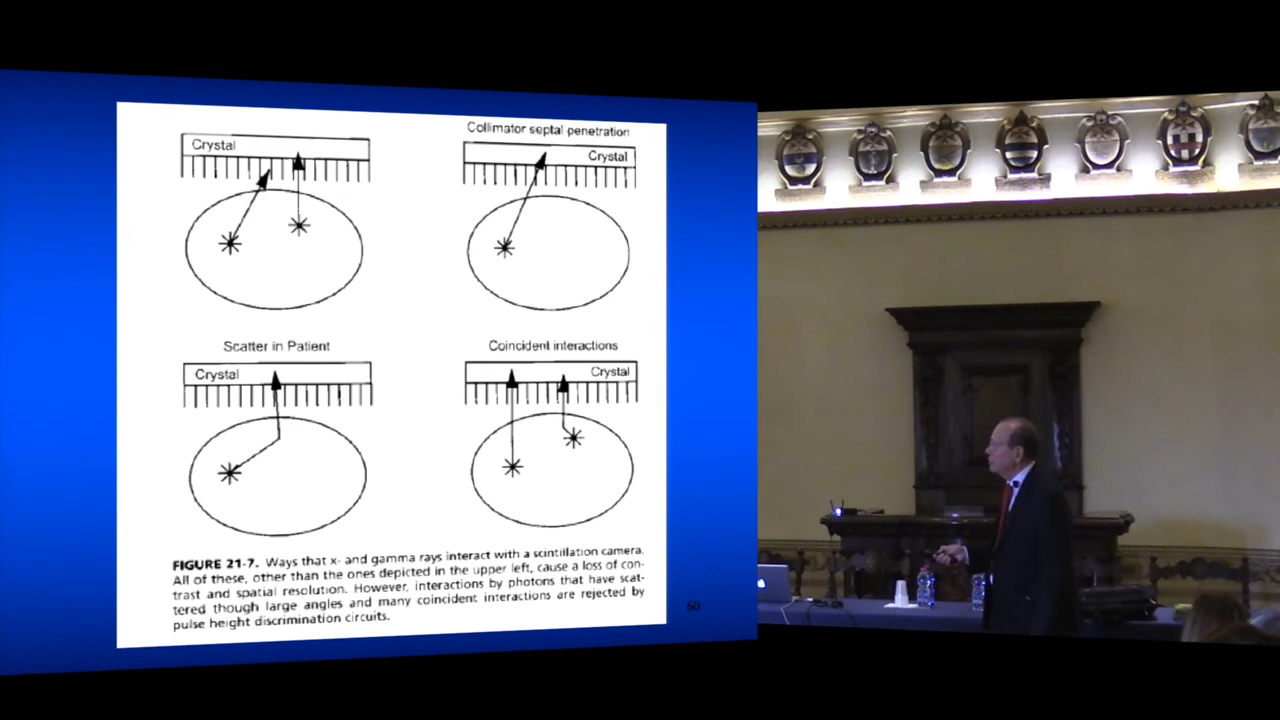 Crystal
Collimator septal penetration
Crystal
Scatter in Patient
Crystal
Coincident interactions
Crystal
FIGURE 21-7. Ways that x- and gamma rays interact with a scintillation camera.
All of these, other than the ones depicted in the upper left, cause a loss of con-
trast and spatial resolution. However, interactions by photons that have scat-
tered though large angles and many coincident interactions are rejected by
pulse height discrimination circuits.
60